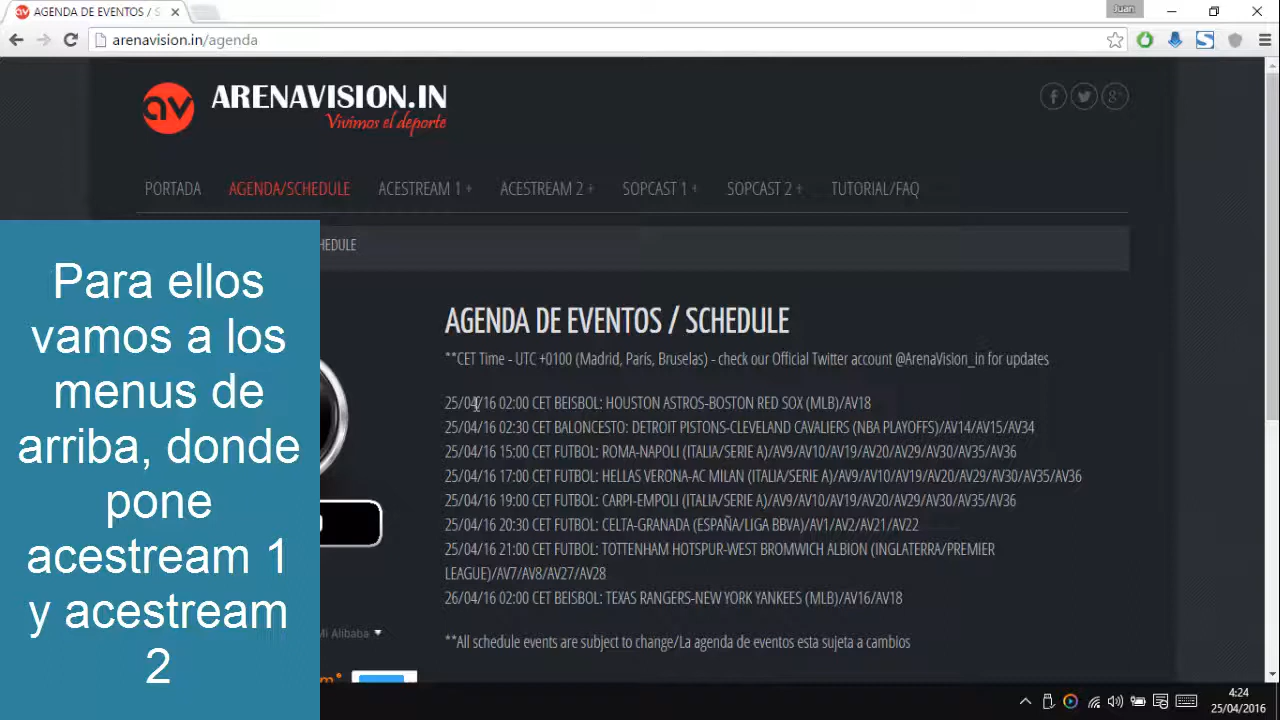 AGENDA DE EVENTOS / S
Juan
arenavision.in/agenda
av ARENAVISION.IN
Vivimos el deporte
PORTADA AGENDA/SCHEDULE ACESTREAM 1 + ACESTREAM 2 + SOPCAST 1 + SOPCAST 2 + TUTORIAL/FAQ
HEDULE
Para ellos
vamos a los
menus de
arriba, donde
pone
acestream 1
y acestream
2
AGENDA DE EVENTOS / SCHEDULE
**CET Time - UTC +0100 (Madrid, París, Bruselas) - check our Official Twitter account @ArenaVision_in for updates
25/04/16 02:00 CET BEISBOL: HOUSTON ASTROS-BOSTON RED SOX (MLB)/AV18
25/04/16 02:30 CET BALONCESTO: DETROIT PISTONS-CLEVELAND CAVALIERS (NBA PLAYOFFS)/AV14/AV15/AV34
25/04/16 15:00 CET FUTBOL: ROMA-NAPOLI (ITALIA/SERIE A)/AV9/AV10/AV19/AV20/AV29/AV30/AV35/AV36
25/04/16 17:00 CET FUTBOL: HELLAS VERONA-AC MILAN (ITALIA/SERIE A)/AV9/AV10/AV19/AV20/AV29/AV30/AV35/AV36
25/04/16 19:00 CET FUTBOL: CARPI-EMPOLI (ITALIA/SERIE A)/AV9/AV10/AV19/AV20/AV29/AV30/AV35/AV36
25/04/16 20:30 CET FUTBOL: CELTA-GRANADA (ESPAÑA/LIGA BBVA)/AV1/AV2/AV21/AV22
25/04/16 21:00 CET FUTBOL: TOTTENHAM HOTSPUR-WEST BROMWICH ALBION (INGLATERRA/PREMIER
LEAGUE)/AV7/AV8/AV27/AV28
26/04/16 02:00 CET BEISBOL: TEXAS RANGERS-NEW YORK YANKEES (MLB)/AV16/AV18
**All schedule events are subject to change/La agenda de eventos esta sujeta a cambios
Mi Alibaba
4:24
25/04/2016